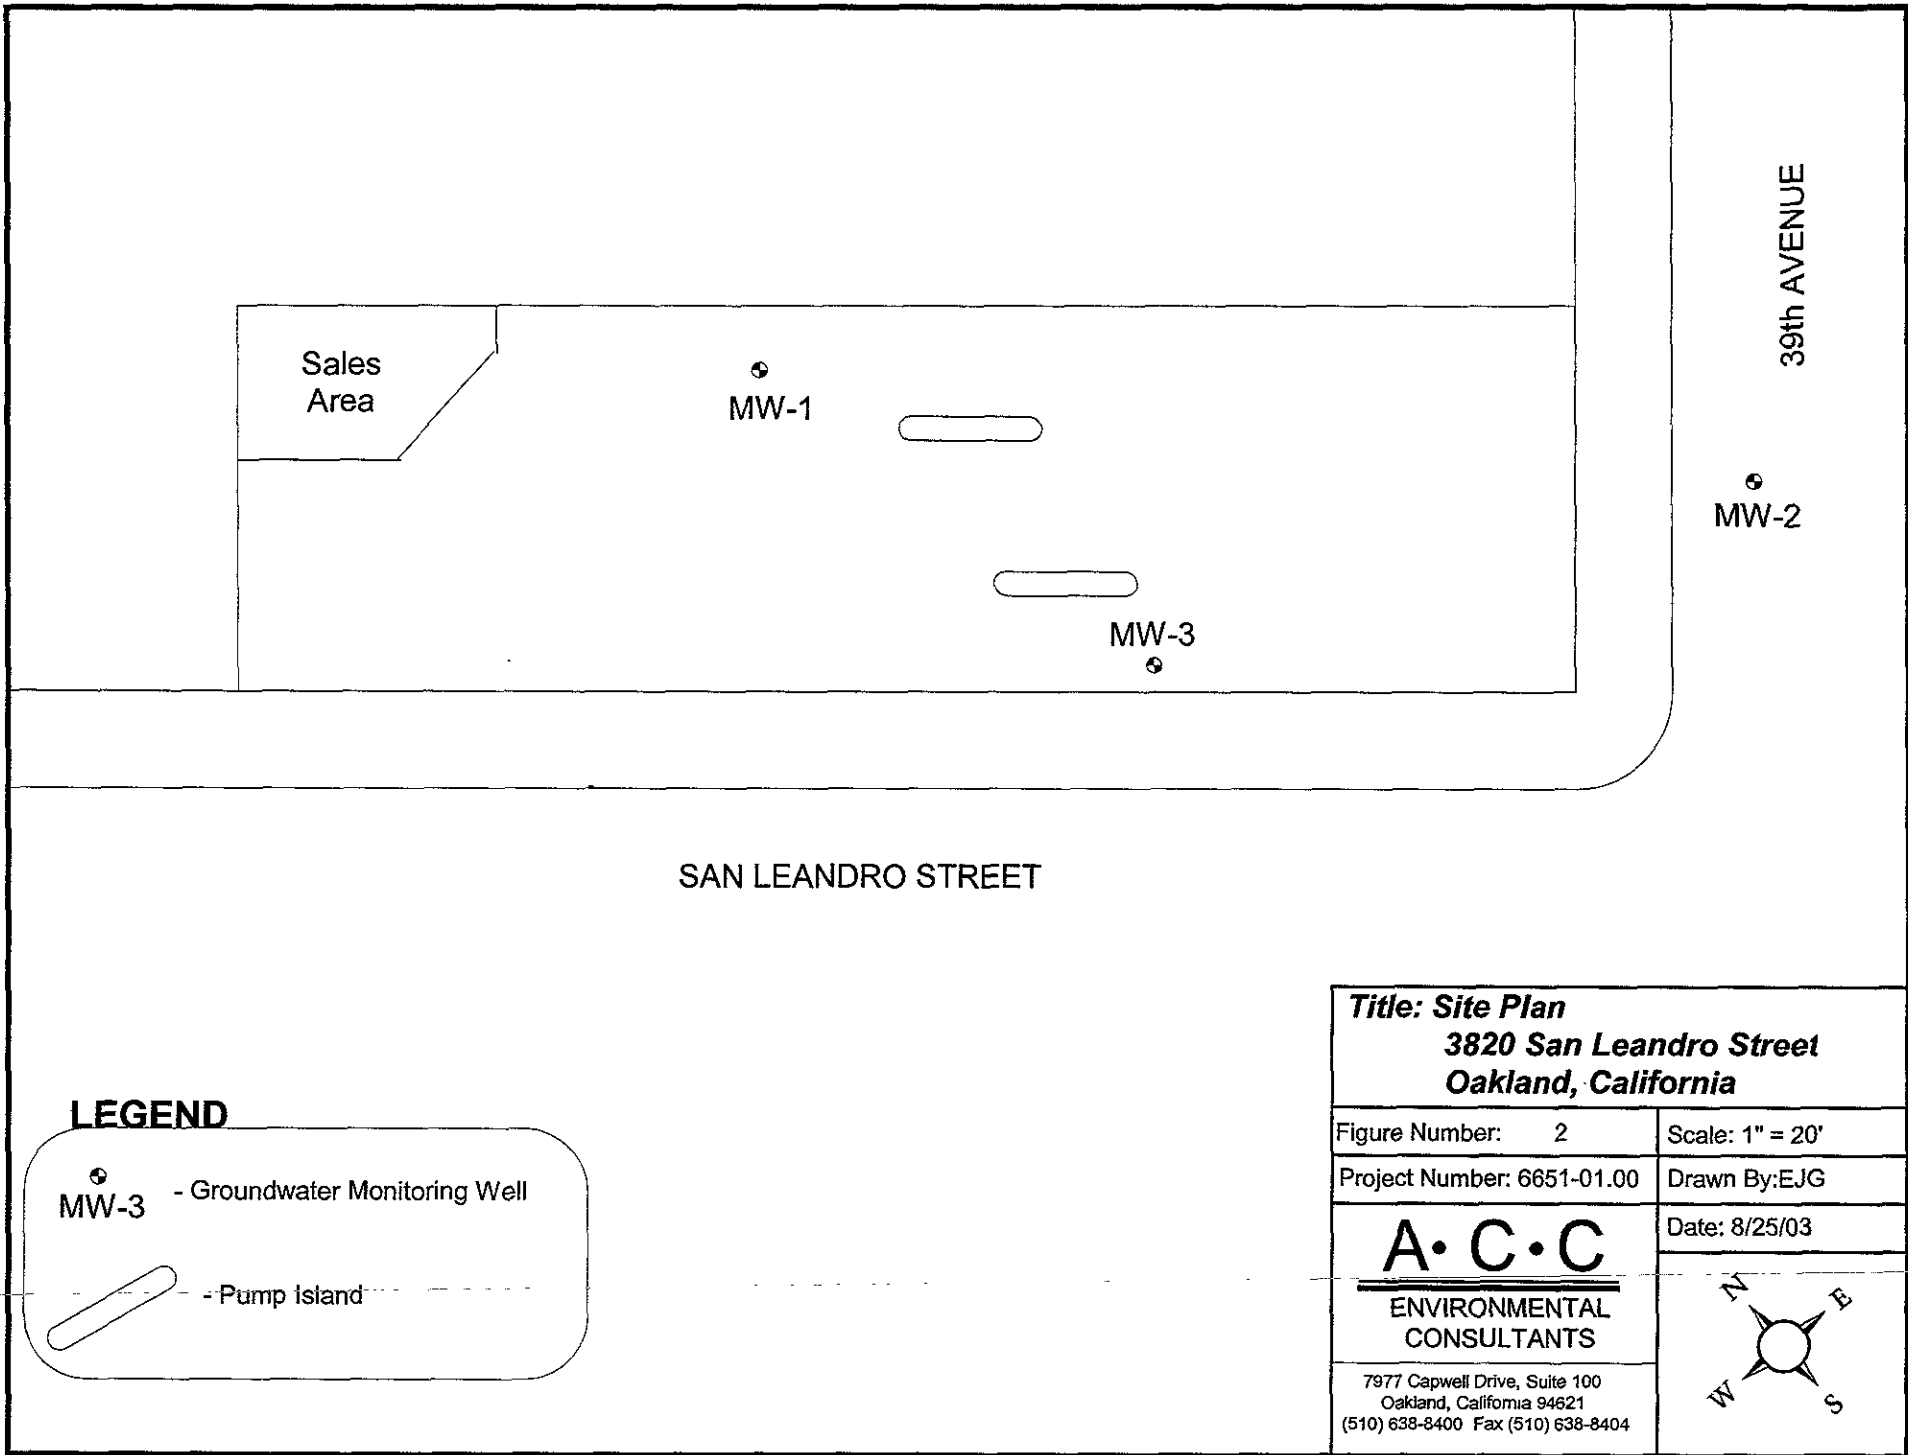 39th AVENUE
Sales
Area
MW-1
MW-2
MW-3
SAN LEANDRO STREET
LEGEND
MW-3
- Groundwater Monitoring Well
- Pump Island
Title: Site Plan
3820 San Leandro Street
Oakland, California
Figure Number: 2
Scale: 1" = 20'
Project Number: 6651-01.00
Drawn By:EJG
Date: 8/25/03
A•C•C
ENVIRONMENTAL
CONSULTANTS
7977 Capwell Drive, Suite 100
Oakland, California 94621
(510) 638-8400 Fax (510) 638-8404
N
E
W
S